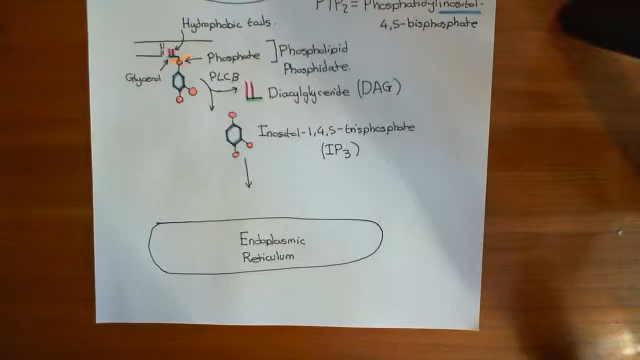 PIP₂ = Phosphatidylinositol-
4,5-bisphosphate
Hydrophobic tails.
Phosphate
Phospholipid
Phosphidate.
Glycerol
PLCβ
Diacylglyceride (DAG)
Inositol-1,4,5-trisphosphate
(IP₃)
Endoplasmic
Reticulum